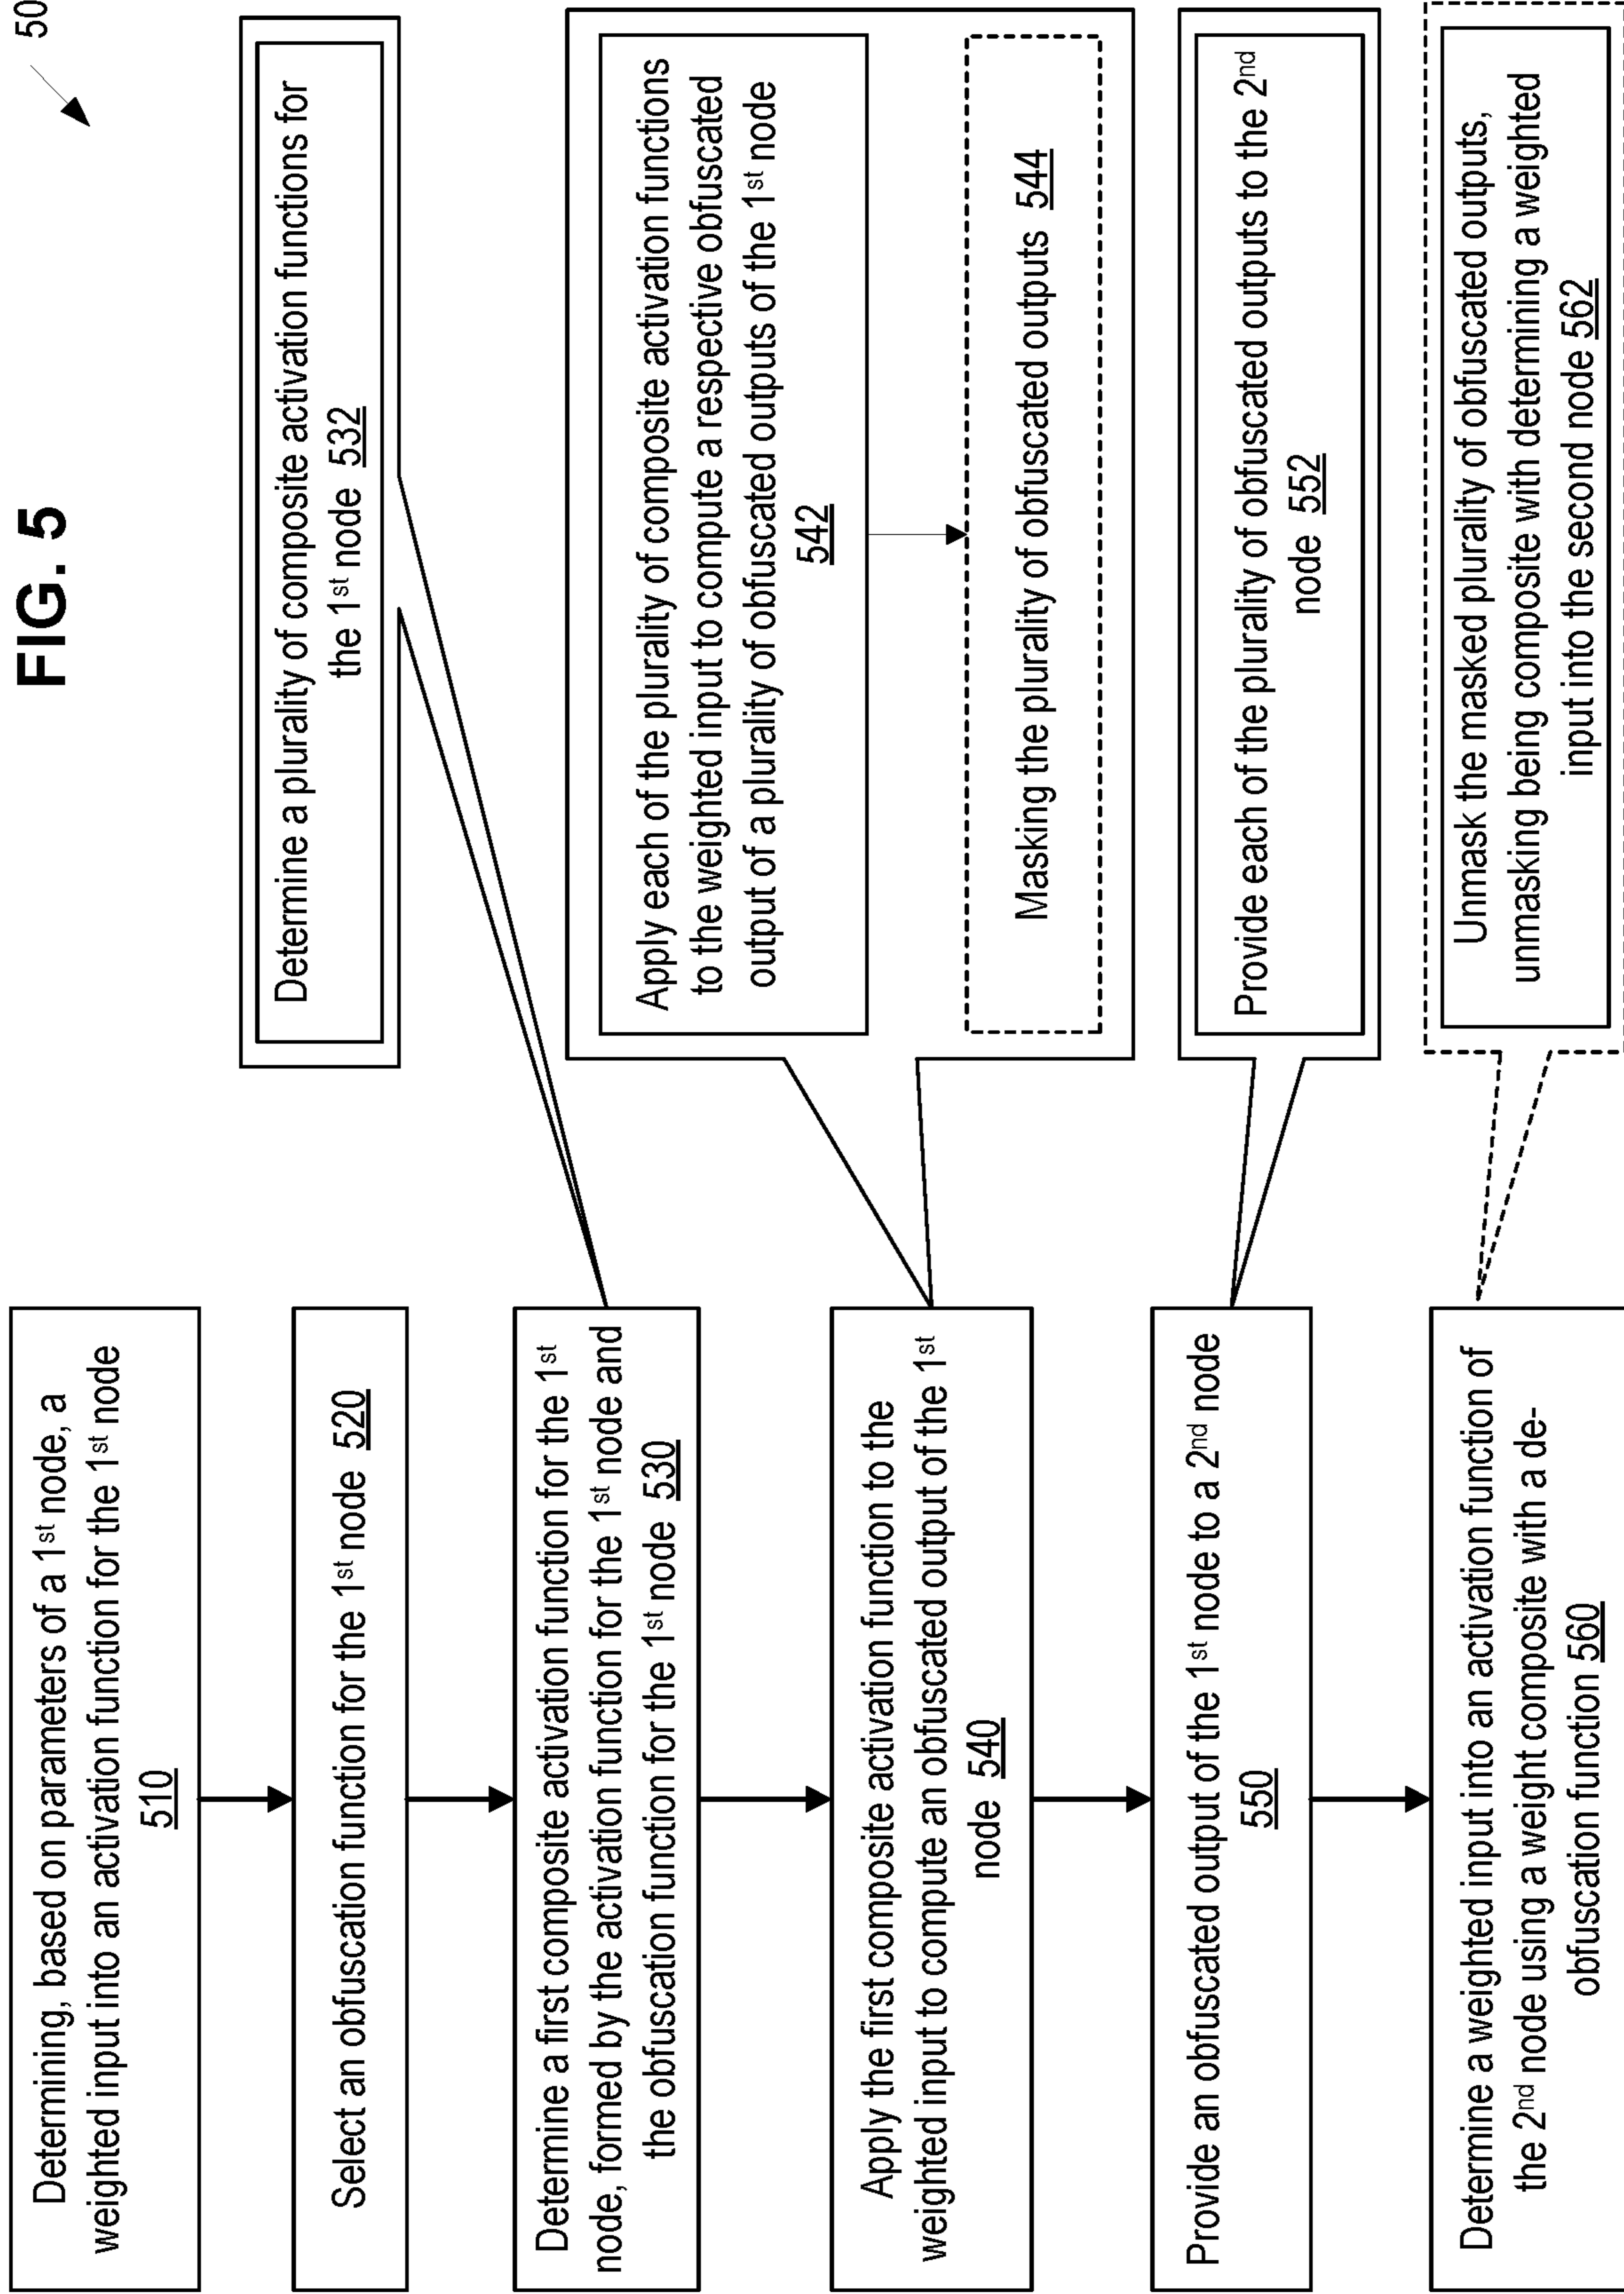 FIG. 5
50
Determining, based on parameters of a 1st node, a
weighted input into an activation function for the 1st node
510
Select an obfuscation function for the 1st node 520
Determine a first composite activation function for the 1st
node, formed by the activation function for the 1st node and
the obfuscation function for the 1st node 530
Determine a plurality of composite activation functions for
the 1st node 532
Apply the first composite activation function to the
weighted input to compute an obfuscated output of the 1st
node 540
Apply each of the plurality of composite activation functions
to the weighted input to compute a respective obfuscated
output of a plurality of obfuscated outputs of the 1st node
542
Masking the plurality of obfuscated outputs 544
Provide an obfuscated output of the 1st node to a 2nd node
550
Provide each of the plurality of obfuscated outputs to the 2nd
node 552
Determine a weighted input into an activation function of
the 2nd node using a weight composite with a de-
obfuscation function 560
Unmask the masked plurality of obfuscated outputs,
unmasking being composite with determining a weighted
input into the second node 562